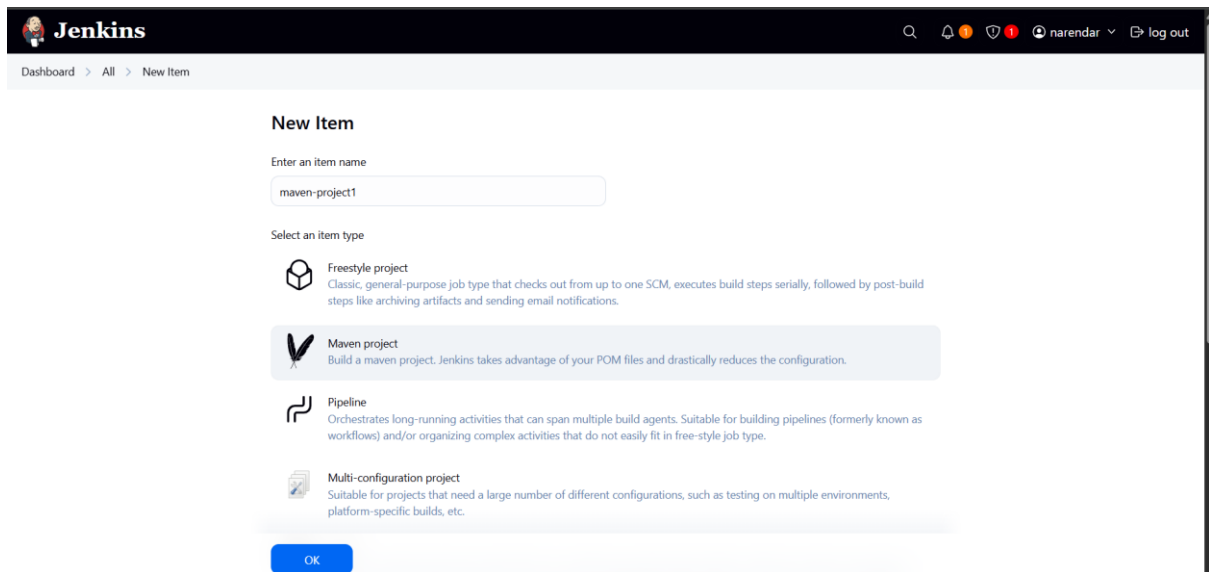 Jenkins
1
1
narendar
log out
Dashboard > All > New Item
New Item
Enter an item name
maven-project1
Select an item type
Freestyle project
Classic, general-purpose job type that checks out from up to one SCM, executes build steps serially, followed by post-build
steps like archiving artifacts and sending email notifications.
Maven project
Build a maven project. Jenkins takes advantage of your POM files and drastically reduces the configuration.
Pipeline
Orchestrates long-running activities that can span multiple build agents. Suitable for building pipelines (formerly known as
workflows) and/or organizing complex activities that do not easily fit in free-style job type.
Multi-configuration project
Suitable for projects that need a large number of different configurations, such as testing on multiple environments,
platform-specific builds, etc.
OK